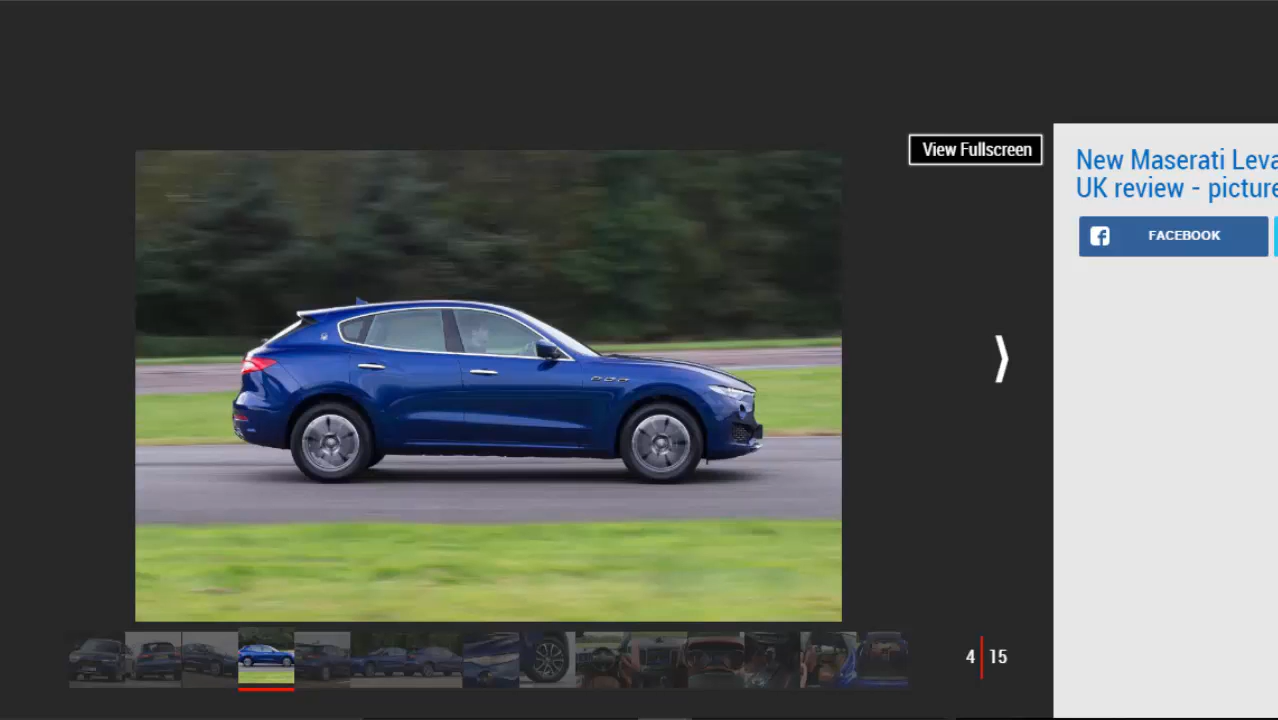 View Fullscreen
New Maserati Leva
UK review - picture
FACEBOOK
4 15